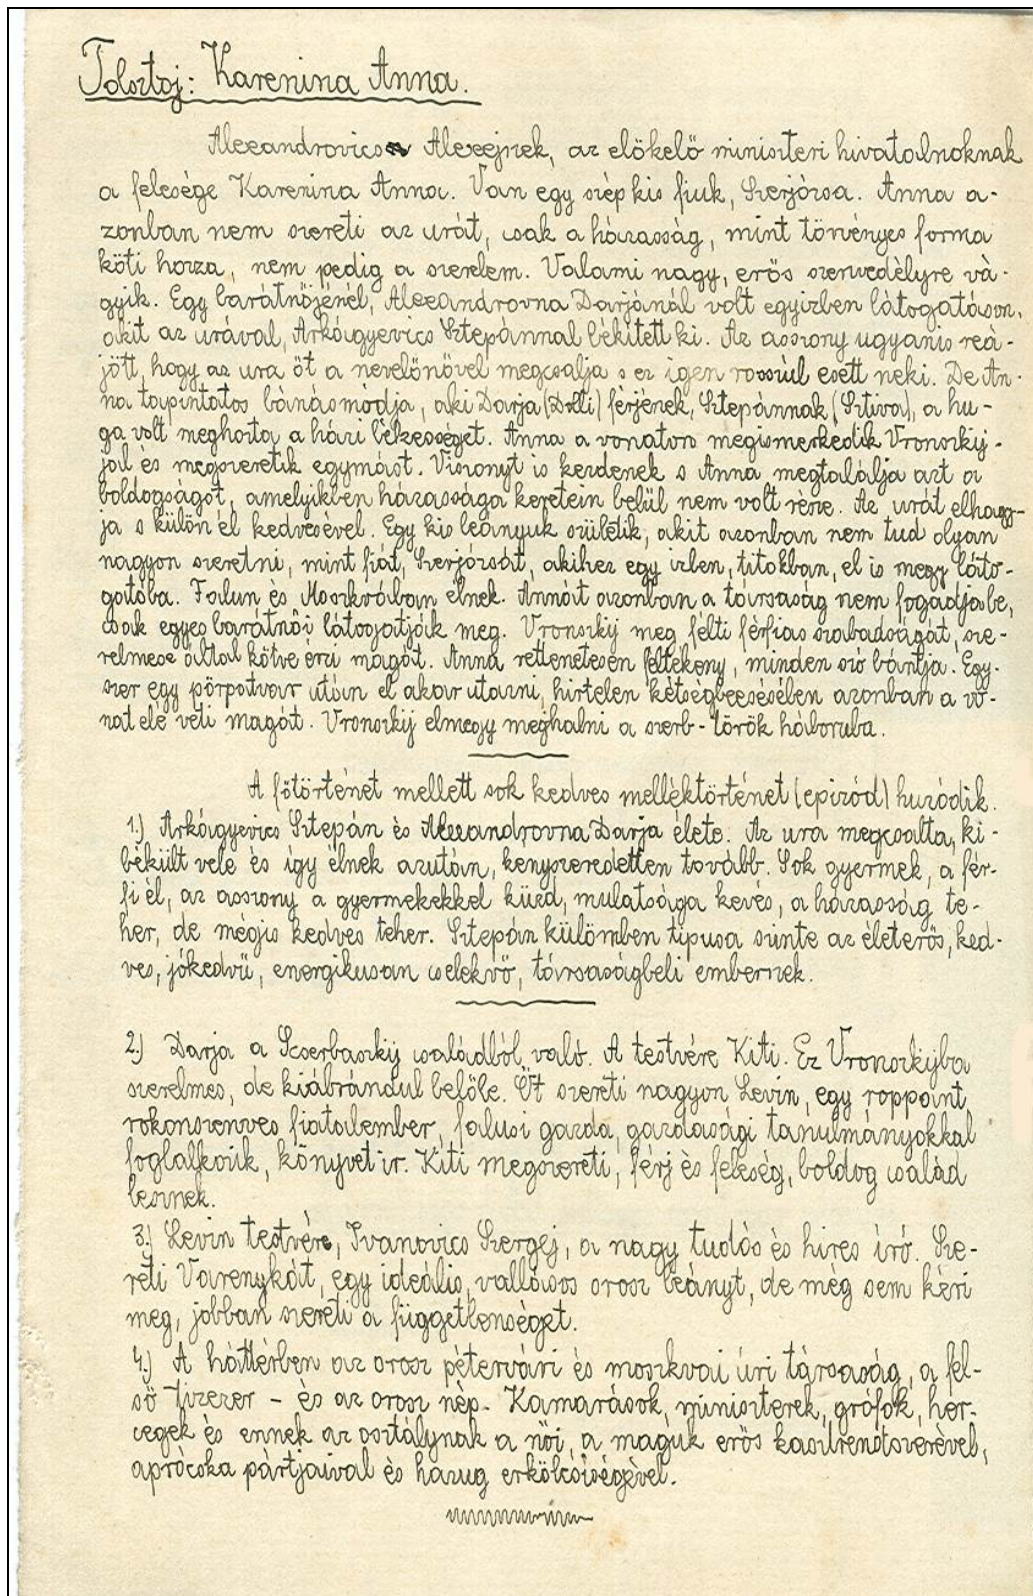 Tolsztoj: Karenina Anna.
Alexandrovics Alexejnek, az előkelő miniszteri hivatalnoknak
a felesége Karenina Anna. Van egy szép kis fiuk, Szerjózsa. Anna a-
zonban nem szereti az urát, csak a házasság, mint törvényes forma
köti hozza, nem pedig a szerelem. Valami nagy, erős szenvedélyre vá-
gyik. Egy barátnőjénél, Alexandrovna Darjánál volt egyizben látogatóson,
akit az urával, Arkágyevics Sztepánnal békített ki. Az asszony ugyanis reá-
jött, hogy az ura őt a nevelőnővel megcsalja s ez igen rosszúl esett neki. De An-
na tapintatos bánásmódja, aki Darja (Dolli) férjének, Sztepánnak (Sztiva), a hu-
ga volt meghozta a házi békességet. Anna a vonaton megismerkedik Vronszkij-
jal és megszeretik egymást. Viszonyt is kezdenek s Anna megtalálja azt a
boldogságot, amelyikben házassága keretein belül nem volt része. Az urát elhagy-
ja s külön él kedvesével. Egy kis leányuk születik, akit azonban nem tud olyan
nagyon szeretni, mint fiát, Szerjózsát, akihez egy izben, titokban, el is megy láto-
gatóba. Falun és Moszkvában élnek. Annát azonban a társaság nem fogadja be,
csak egyes barátnői látogatják meg. Vronszkij meg félti férfias szabadságát, sze-
relmese által kötve érzi magát. Anna rettenetesen féltékeny, minden szó bántja. Egy-
szer egy pörpatvar után el akar utazni, hirtelen kétségbeesésében azonban a vo-
nat elé veti magát. Vronszkij elmegy meghalni a szerb-török háboruba.
A főtörténet mellett sok kedves melléktörténet (epizód) huzódik.
1.) Arkágyevics Sztepán és Alexandrovna Darja élete. Az ura megcsalta, ki-
békült vele és így élnek azután, kényszeredetten tovább. Sok gyermek, a fér-
fi él, az asszony a gyermekekkel küzd, mulatsága kevés, a házasság te-
her, de mégis kedves teher. Sztepán külömben tipusa szinte az életerős, ked-
ves, jókedvű, energikusan cselekvő, társaságbeli embernek.
2.) Darja a Scserbaszkij családból való. A testvére Kiti. Ez Vronszkijba
szerelmes, de kiábrándul belőle. Őt szereti nagyon Levin, egy roppant
rokonszenves fiatalember, falusi gazda, gazdasági tanulmányokkal
foglalkozik, könyvet ir. Kiti megszereti, férj és feleség, boldog család
lesznek.
3.) Levin testvére, Ivanovics Szergej, a nagy tudós és hires író. Sze-
reti Varenykát, egy ideális, vallásos orosz leányt, de még sem kéri
meg, jobban szereti a függetlenséget.
4.) A háttérben az orosz pétervári és moszkvai úri társaság, a fel-
ső tizezer - és az orosz nép. Kamarások, miniszterek, grófok, her-
cegek és ennek az osztálynak a női, a maguk erős kasztrendszerével,
aprócska pártjaival és hazug erkölcsiségével.